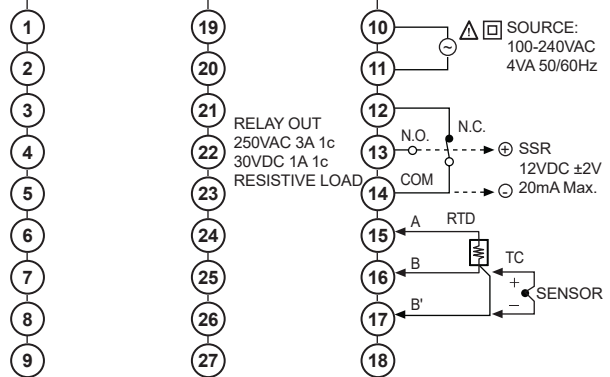 1 19 10 SOURCE:
100-240VAC
2 20 11 4VA 50/60Hz
3 21 12
RELAY OUT
250VAC 3A 1c
30VDC 1A 1c
RESISTIVE LOAD
N.O. N.C.
4 22 13 + SSR
12VDC ±2V
COM
5 23 14 - 20mA Max.
6 24 15 A RTD
7 25 16 B TC
+
SENSOR
−
8 26 17 B'
9 27 18